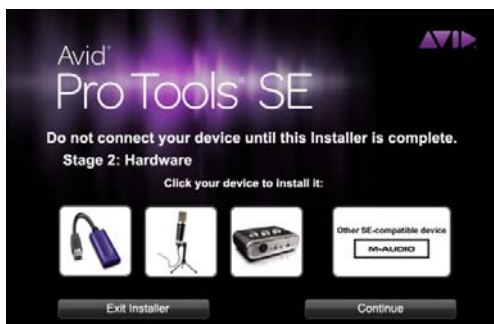 AVID
Avid®
Pro Tools® SE
Do not connect your device until this Installer is complete.
Stage 2: Hardware
Click your device to install it:
Other SE-compatible device
M-AUDIO
Exit Installer
Continue